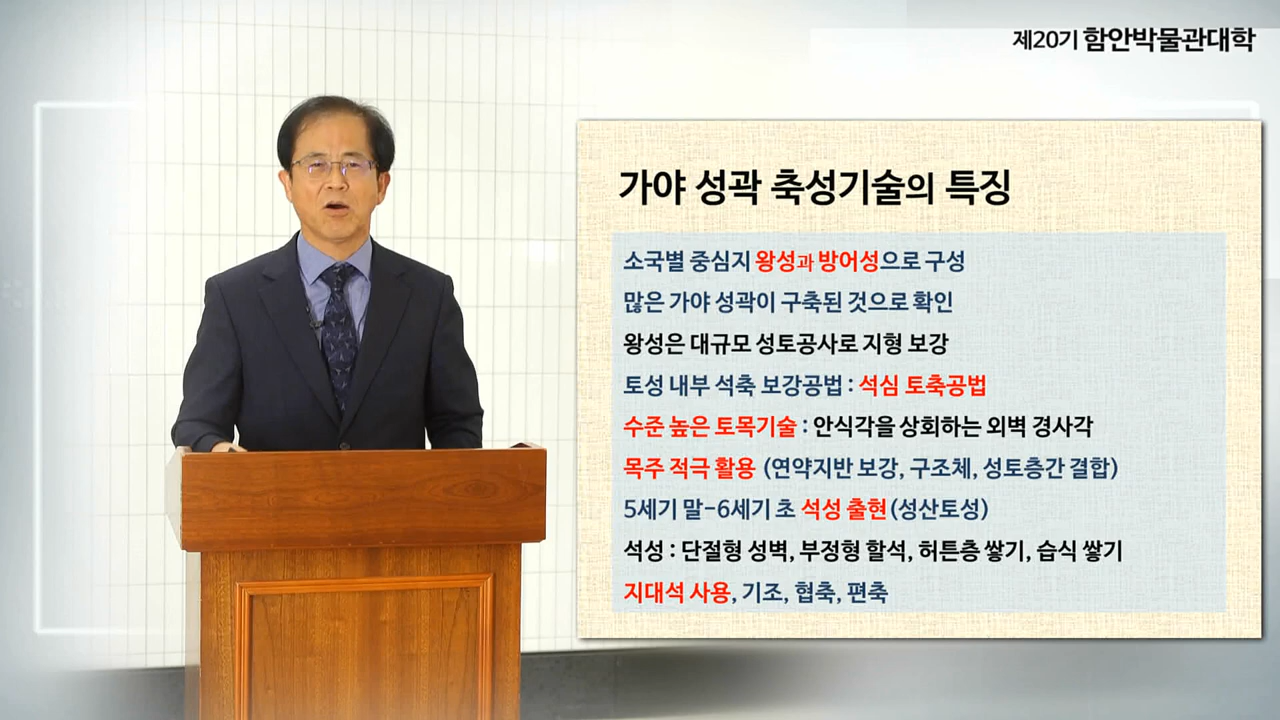 제20기 함안박물관대학
가야 성곽 축성기술의 특징
소국별 중심지 왕성과 방어성으로 구성
많은 가야 성곽이 구축된 것으로 확인
왕성은 대규모 성토공사로 지형 보강
토성 내부 석축 보강공법 : 석심 토축공법
수준 높은 토목기술 : 안식각을 상회하는 외벽 경사각
목주 적극 활용 (연약지반 보강, 구조체, 성토층간 결합)
5세기 말-6세기 초 석성 출현(성산토성)
석성 : 단절형 성벽, 부정형 할석, 허튼층 쌓기, 습식 쌓기
지대석 사용, 기조, 협축, 편축